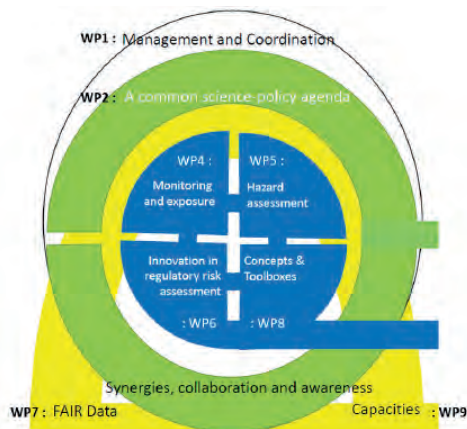 WP1 : Management and Coordination
WP2 : A common science-policy agenda
WP4 :
Monitoring
and exposure
WP5 :
Hazard
assessment
Innovation in
regulatory risk
assessment
: WP6
Concepts &
Toolboxes
: WP8
Synergies, collaboration and awareness
WP7 : FAIR Data
Capacities : WP9